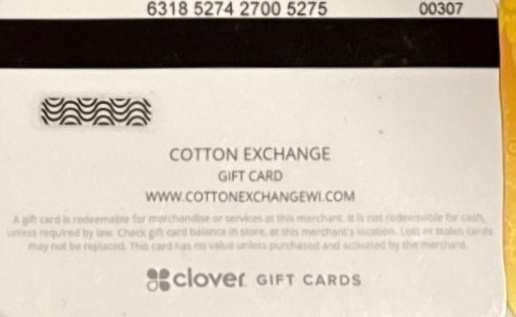 6318 5274 2700 5275 00307
COTTON EXCHANGE
GIFT CARD
WWW.COTTONEXCHANGEWI.COM
A gift card is redeemable for merchandise or services at this merchant. It is not redeemable for cash,
unless required by law. Check gift card balance in store, at this merchant's location. Lost or stolen cards
may not be replaced. This card has no value unless purchased and activated by the merchant.
clover GIFT CARDS